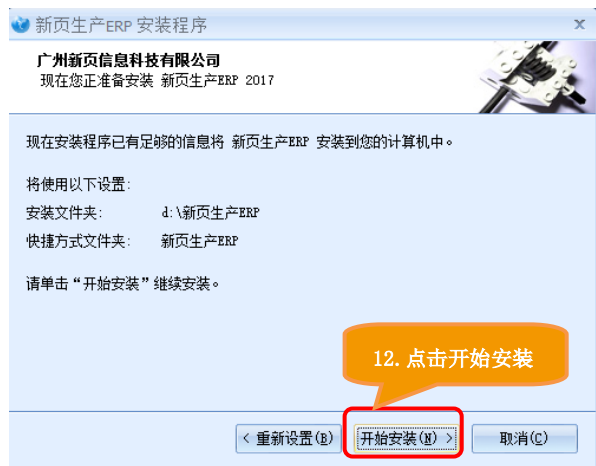 新页生产ERP 安装程序
广州新页信息科技有限公司
现在您正准备安装 新页生产ERP 2017
现在安装程序已有足够的信息将 新页生产ERP 安装到您的计算机中。
将使用以下设置:
安装文件夹: d:\新页生产ERP
快捷方式文件夹: 新页生产ERP
请单击“开始安装”继续安装。
12.点击开始安装
< 重新设置(B) 开始安装(N) > 取消(C)